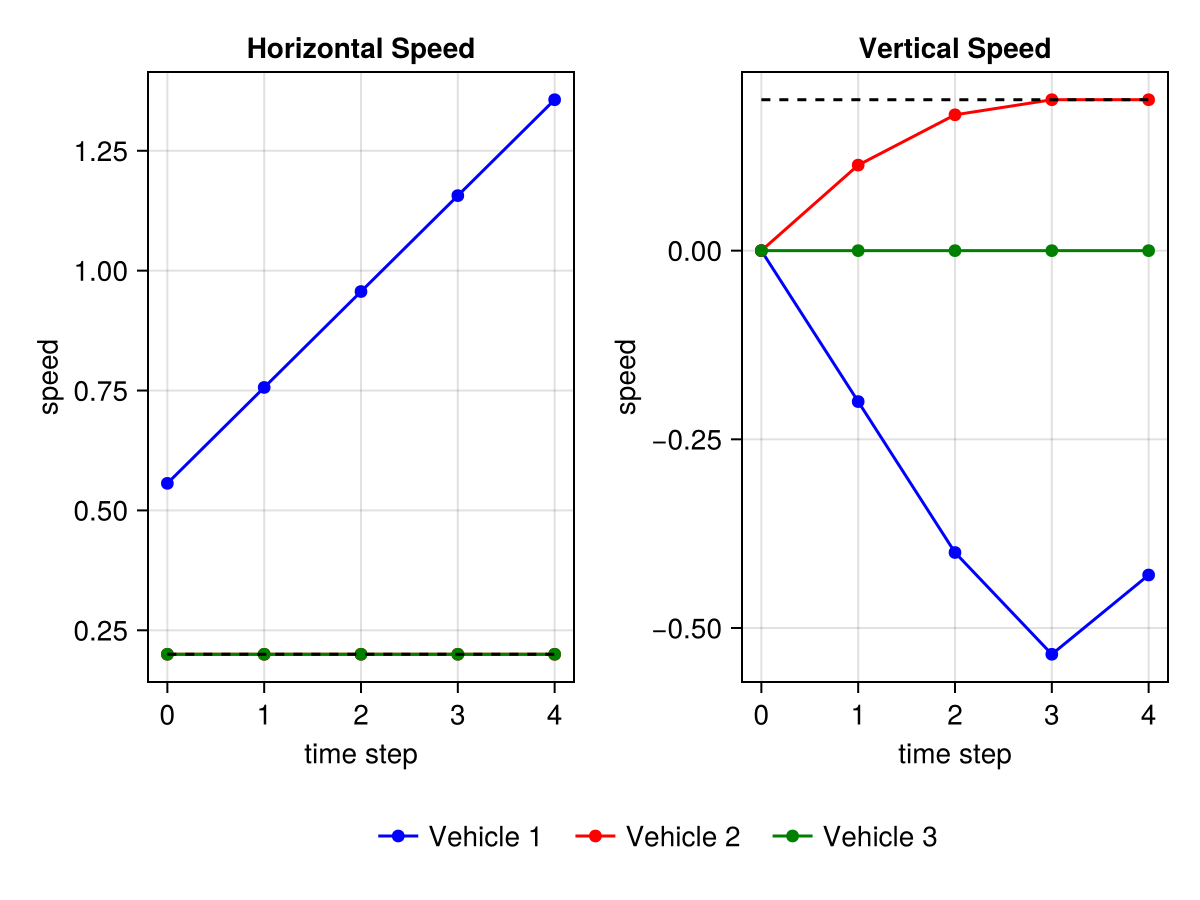 Horizontal Speed
speed
1.25
1.00
0.75
0.50
0.25
0 1 2 3 4
time step
Vertical Speed
speed
0.00
−0.25
−0.50
0 1 2 3 4
time step
Vehicle 1 Vehicle 2 Vehicle 3